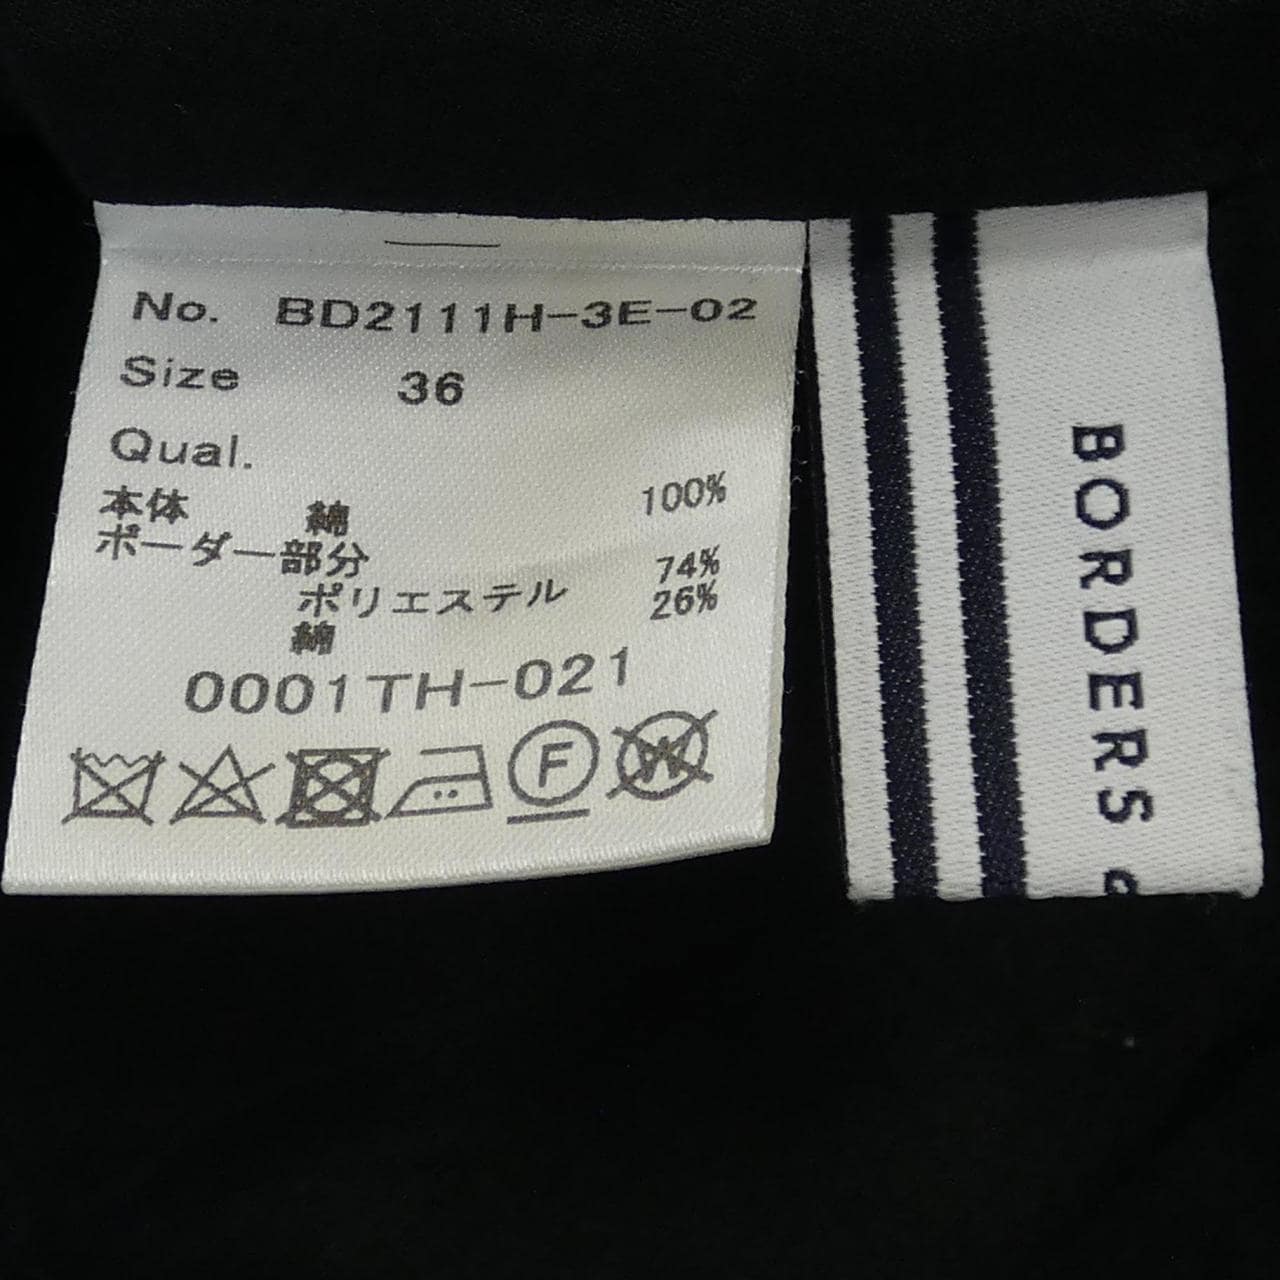 No. BD2111H-3E-02
Size 36
Qual.
本体 綿 100%
ボーダー部分
ポリエステル 74%
綿 26%
0001TH-021
F
W
BORDERS